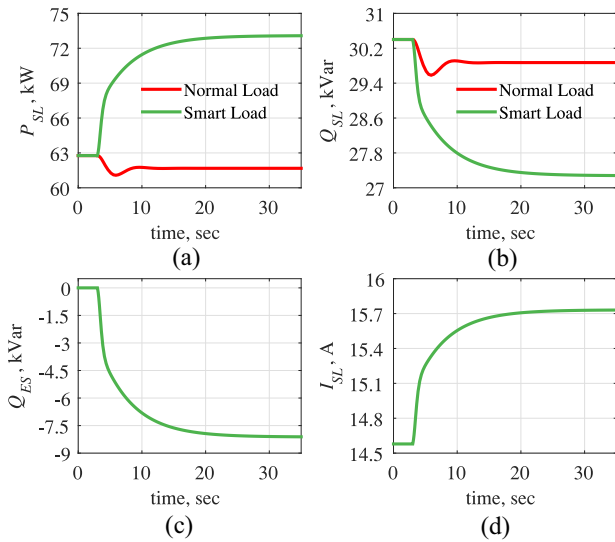 75
72
69
66
63
60
P_SL, kW
Normal Load
Smart Load
0 10 20 30
time, sec
(a)
31
30.2
29.4
28.6
27.8
27
Q_SL, kVar
Normal Load
Smart Load
0 10 20 30
time, sec
(b)
0
-1.5
-3
-4.5
-6
-7.5
-9
Q_ES, kVar
0 10 20 30
time, sec
(c)
16
15.7
15.4
15.1
14.8
14.5
I_SL, A
0 10 20 30
time, sec
(d)